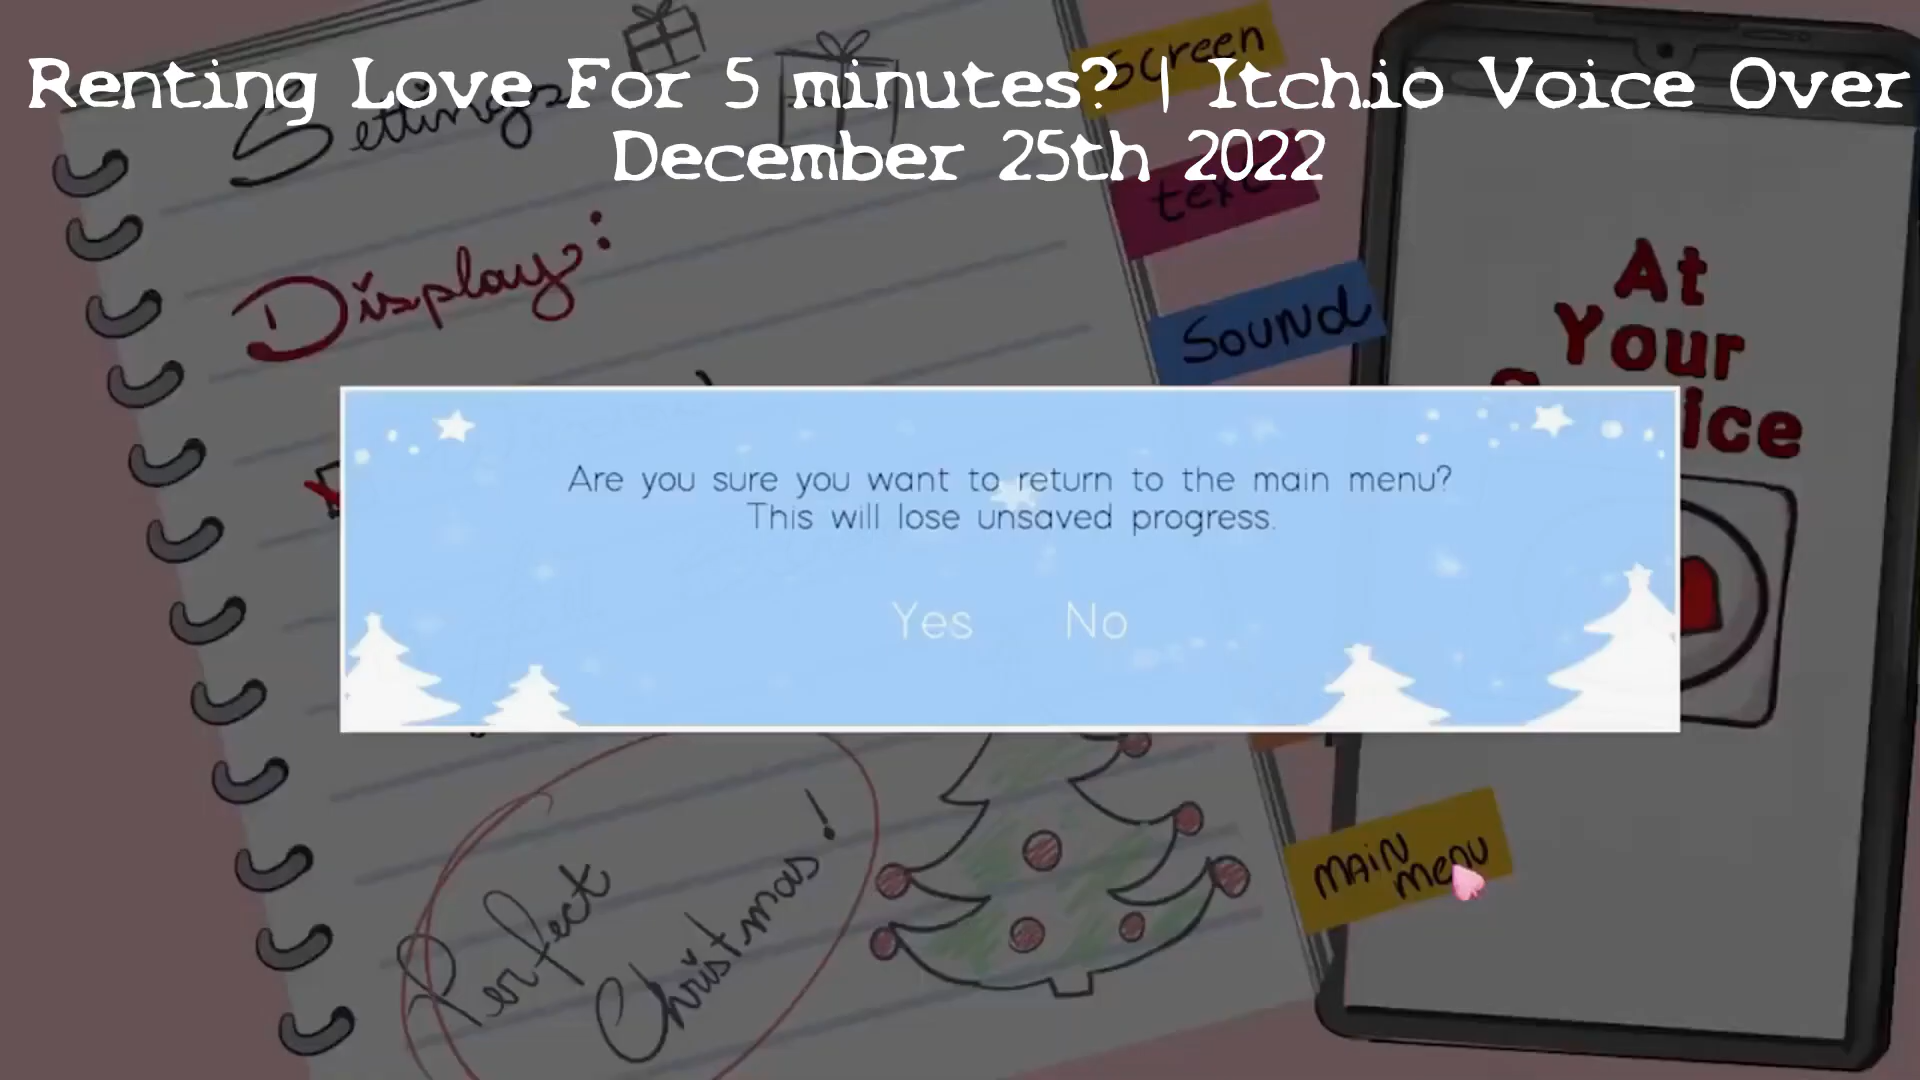 Renting Love For 5 minutes? | Itchio Voice Over
December 25th 2022
Settings
Screen
text
Sound
Display:
At
Your
Are you sure you want to return to the main menu?
This will lose unsaved progress.
Yes No
main
menu
Perfect
Christmas!